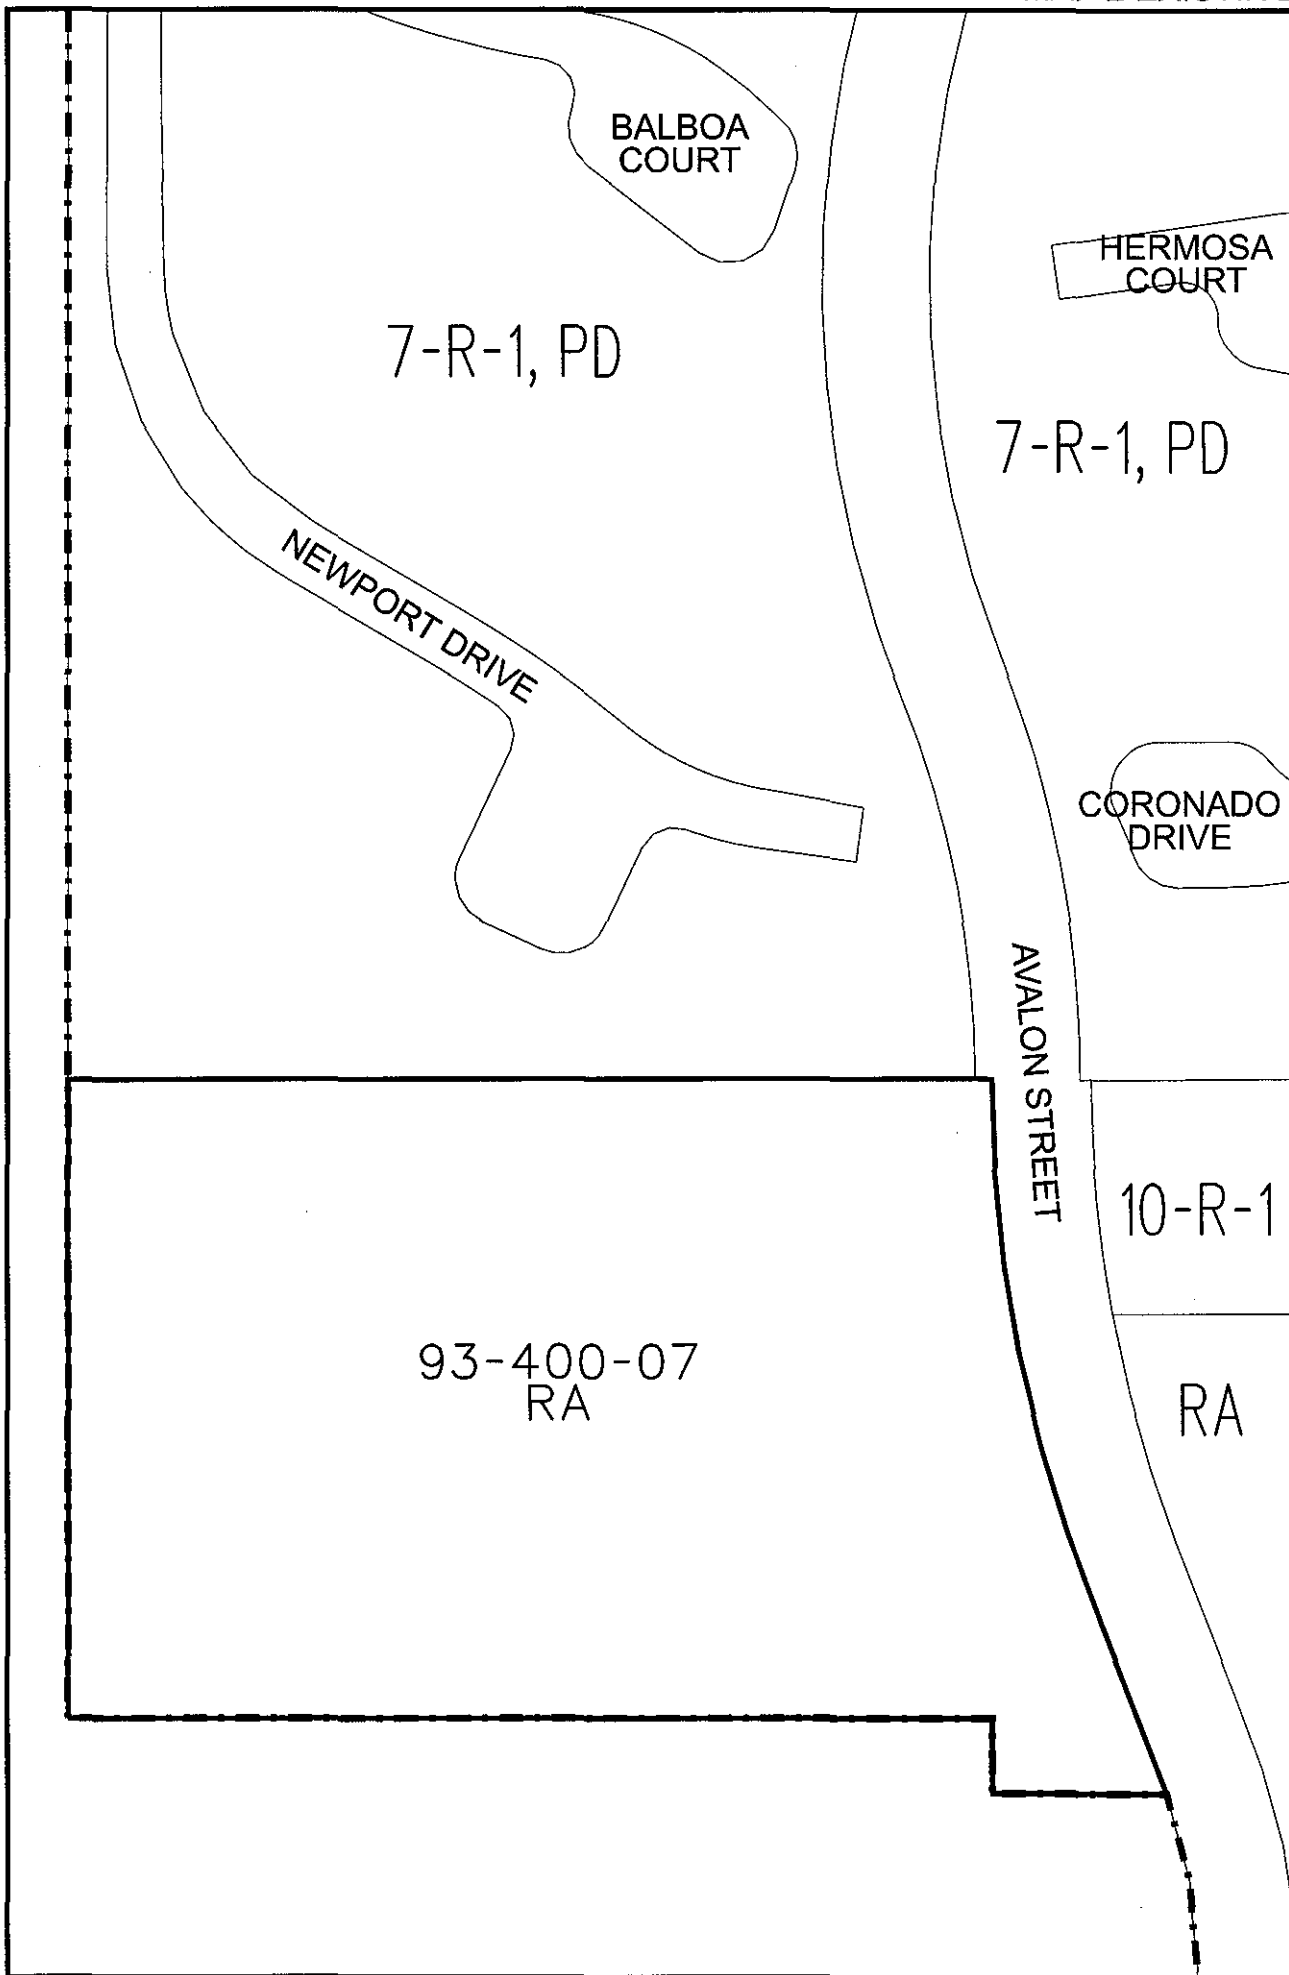 BALBOA
COURT
HERMOSA
COURT
7-R-1, PD
7-R-1, PD
NEWPORT DRIVE
CORONADO
DRIVE
AVALON STREET
10-R-1
93-400-07
RA
RA